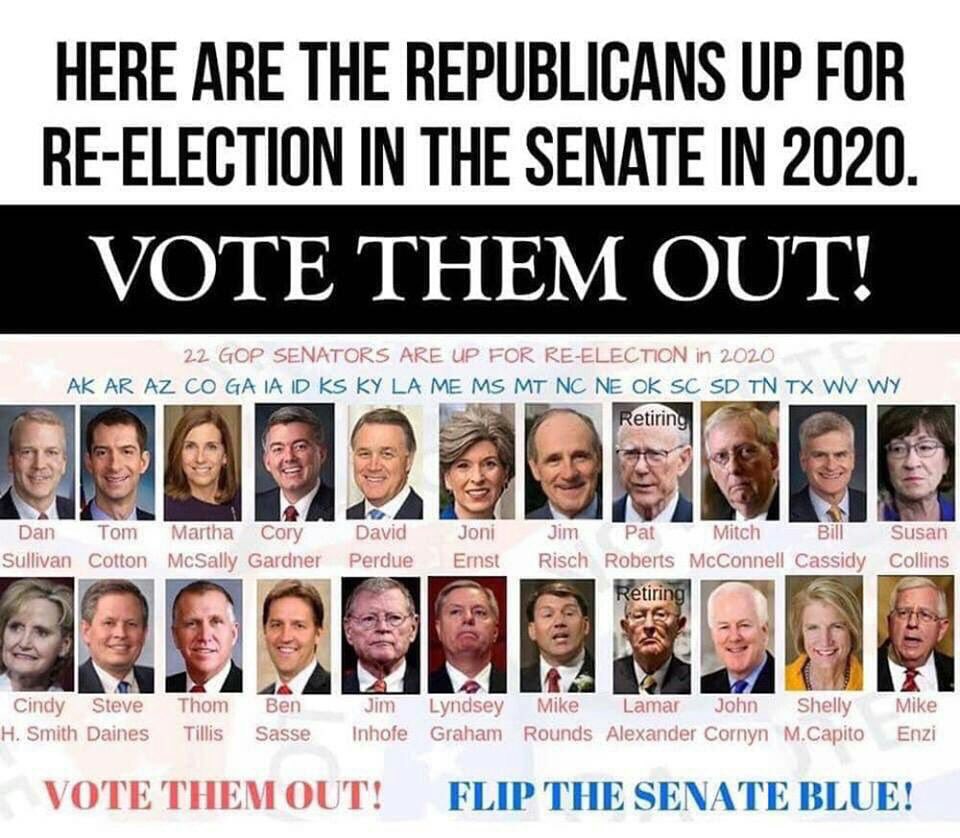 HERE ARE THE REPUBLICANS UP FOR
RE-ELECTION IN THE SENATE IN 2020.
VOTE THEM OUT!
22 GOP SENATORS ARE UP FOR RE-ELECTION in 2020
AK AR AZ CO GA IA ID KS KY LA ME MS MT NC NE OK SC SD TN TX WV WY
Retiring
Dan Tom Martha Cory David Joni Jim Pat Mitch Bill Susan
Sullivan Cotton McSally Gardner Perdue Ernst Risch Roberts McConnell Cassidy Collins
Retiring
Cindy Steve Thom Ben Jim Lyndsey Mike Lamar John Shelly Mike
H. Smith Daines Tillis Sasse Inhofe Graham Rounds Alexander Cornyn M.Capito Enzi
VOTE THEM OUT! FLIP THE SENATE BLUE!